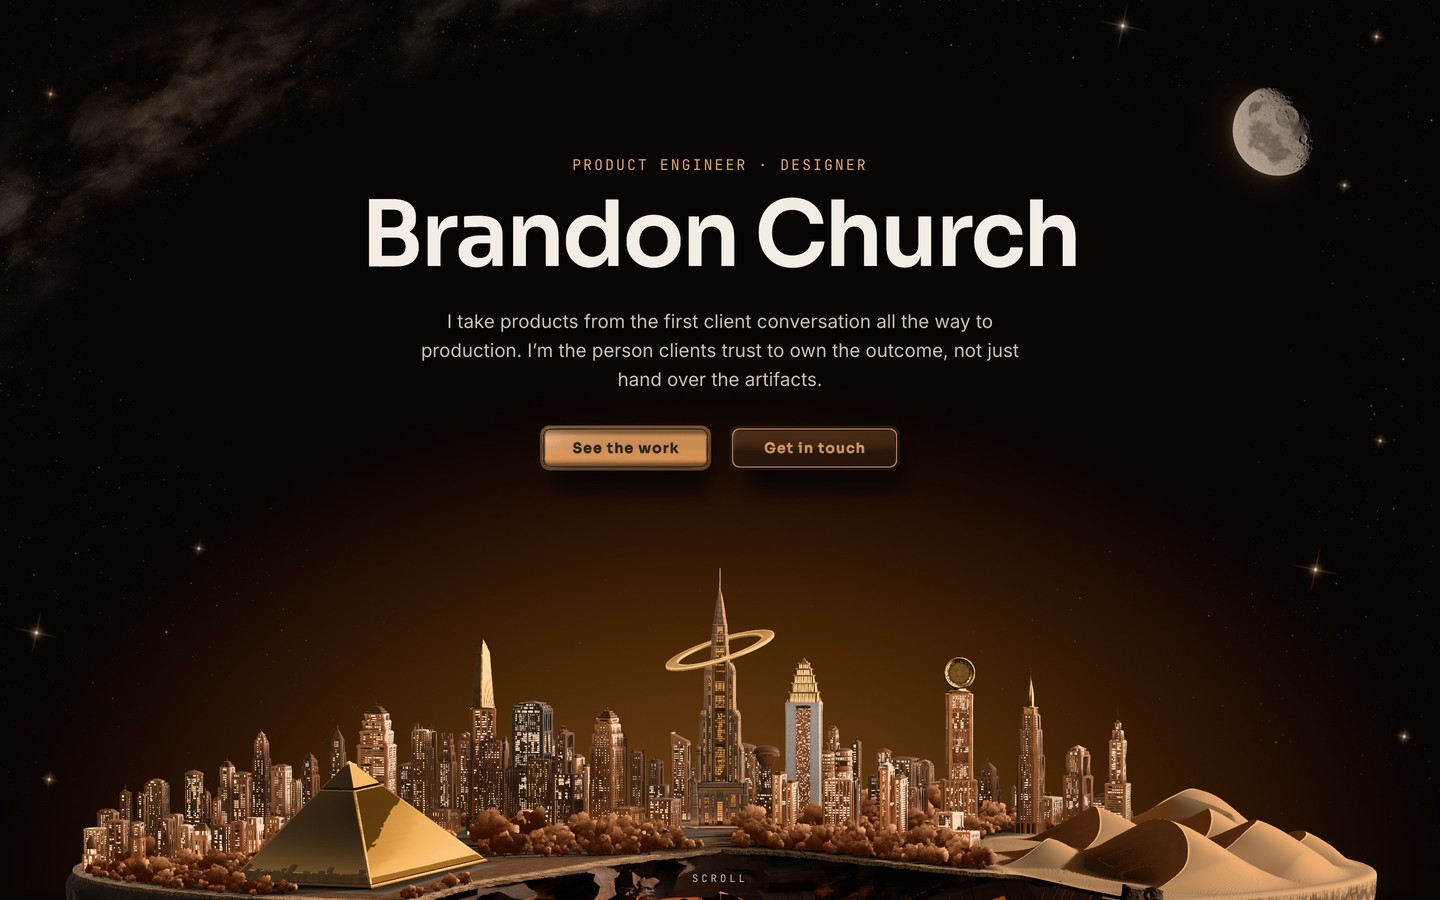 PRODUCT ENGINEER · DESIGNER
Brandon Church
I take products from the first client conversation all the way to
production. I’m the person clients trust to own the outcome, not just
hand over the artifacts.
See the work
Get in touch
SCROLL